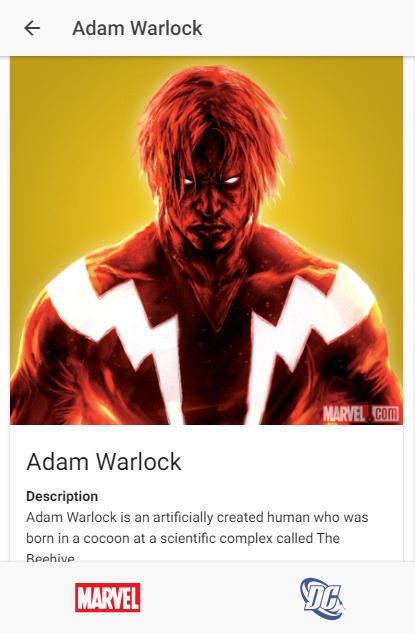 Adam Warlock
MARVEL.com
Adam Warlock
Description
Adam Warlock is an artificially created human who was
born in a cocoon at a scientific complex called The
Beehive
MARVEL
DC